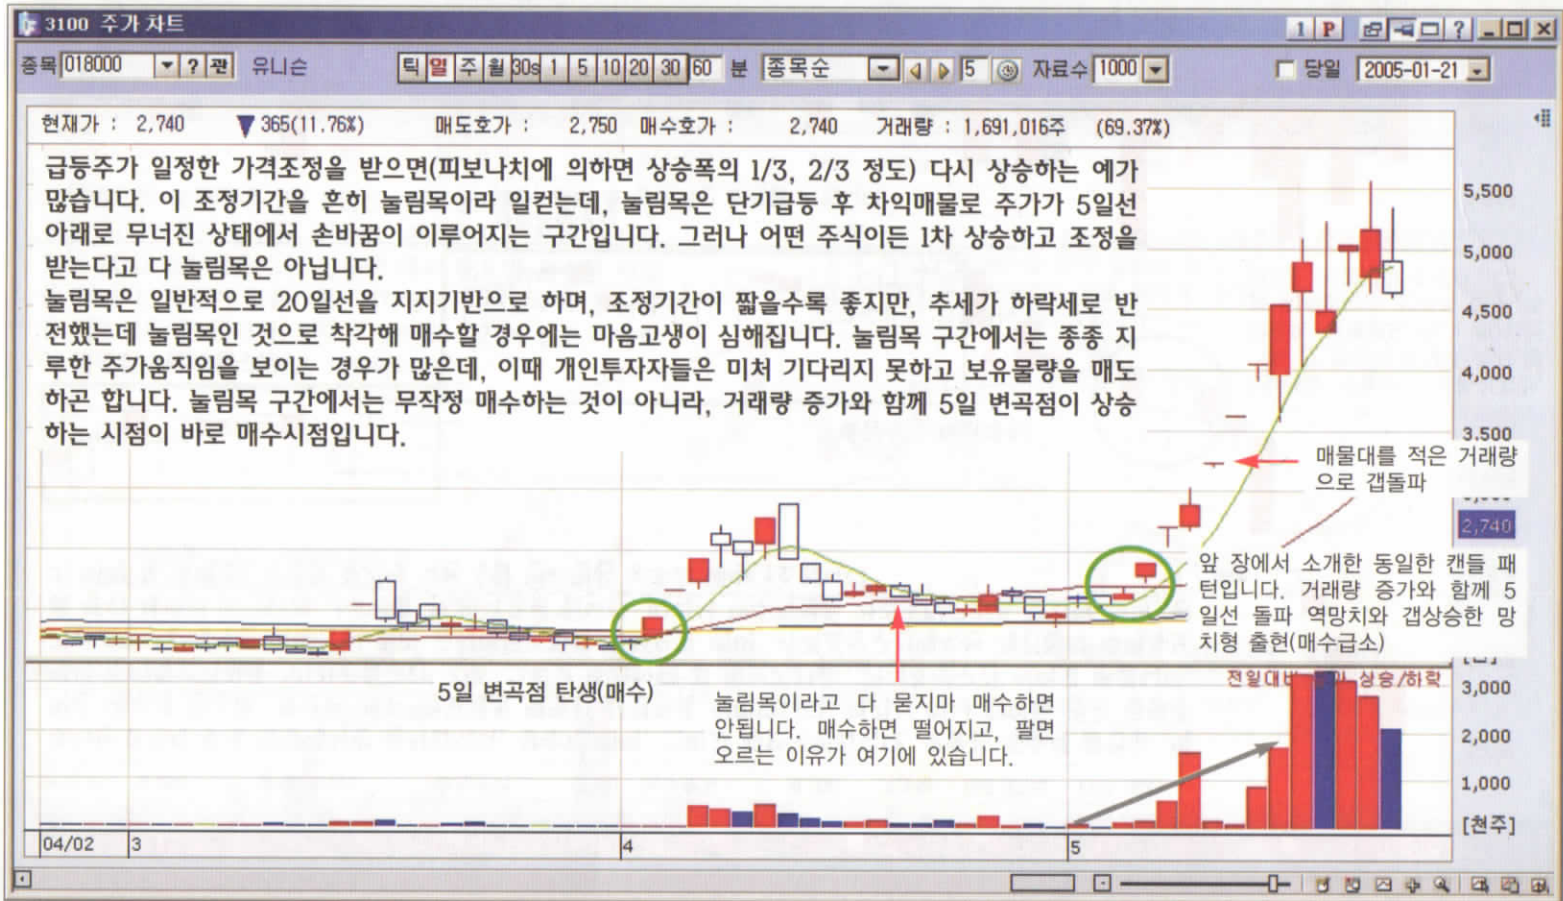 3100 주가 차트
1 P ?
종목 018000 ? 관 유니슨 틱 일 주 월 30s 1 5 10 20 30 60 분 종목순 5 자료수 1000 당일 2005-01-21
현재가 : 2,740 ▼ 365(11.76%) 매도호가 : 2,750 매수호가 : 2,740 거래량 : 1,691,016주 (69.37%)
급등주가 일정한 가격조정을 받으면(피보나치에 의하면 상승폭의 1/3, 2/3 정도) 다시 상승하는 예가
많습니다. 이 조정기간을 흔히 눌림목이라 일컫는데, 눌림목은 단기급등 후 차익매물로 주가가 5일선
아래로 무너진 상태에서 손바꿈이 이루어지는 구간입니다. 그러나 어떤 주식이든 1차 상승하고 조정을
받는다고 다 눌림목은 아닙니다.
눌림목은 일반적으로 20일선을 지지기반으로 하며, 조정기간이 짧을수록 좋지만, 추세가 하락세로 반
전했는데 눌림목인 것으로 착각해 매수할 경우에는 마음고생이 심해집니다. 눌림목 구간에서는 종종 지
루한 주가움직임을 보이는 경우가 많은데, 이때 개인투자자들은 미처 기다리지 못하고 보유물량을 매도
하곤 합니다. 눌림목 구간에서는 무작정 매수하는 것이 아니라, 거래량 증가와 함께 5일 변곡점이 상승
하는 시점이 바로 매수시점입니다.
5,500
5,000
4,500
4,000
3,500
매물대를 적은 거래량
으로 갭돌파
2,740
앞 장에서 소개한 동일한 캔들 패
턴입니다. 거래량 증가와 함께 5
일선 돌파 역망치와 갭상승한 망
치형 출현(매수급소)
5일 변곡점 탄생(매수)
눌림목이라고 다 묻지마 매수하면
안됩니다. 매수하면 떨어지고, 팔면
오르는 이유가 여기에 있습니다.
전일대비 상승/하락
3,000
2,000
1,000
[천주]
04/02 3 4 5